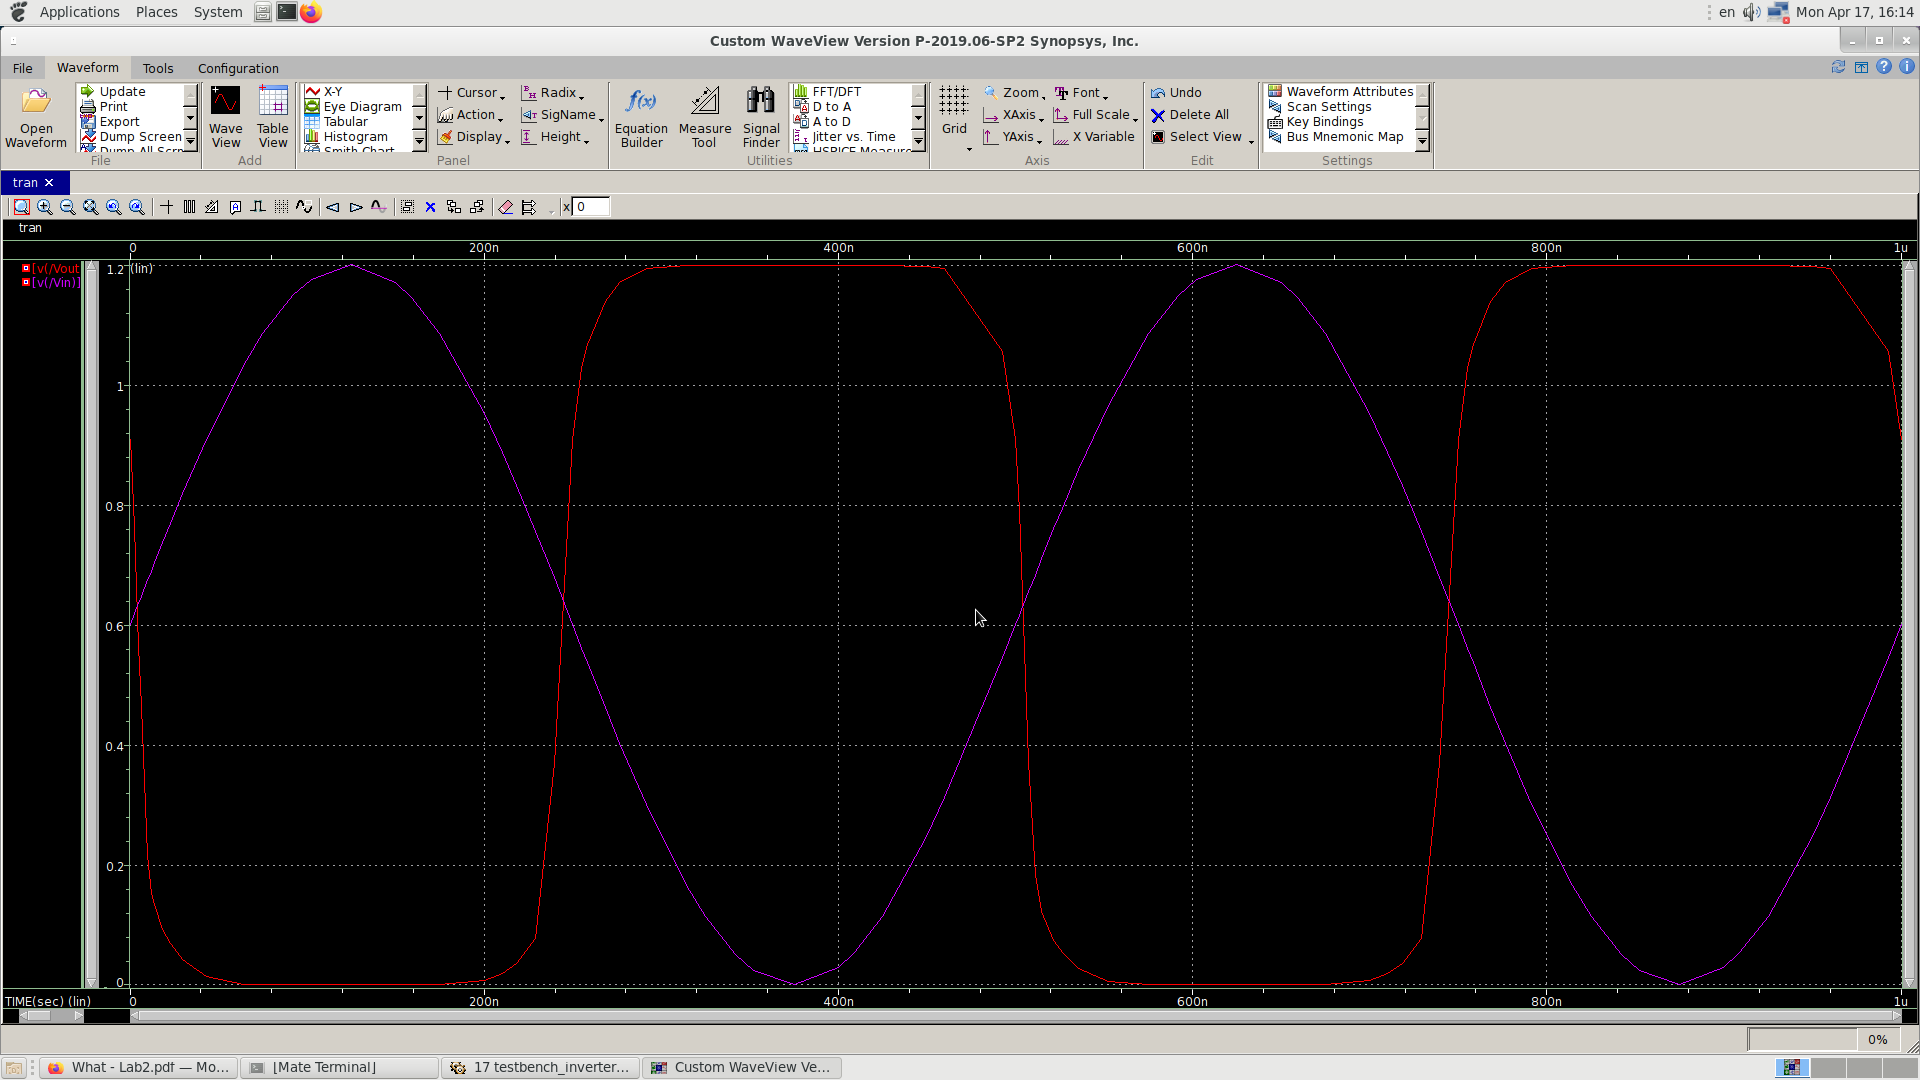 Applications Places System en Mon Apr 17, 16:14
Custom WaveView Version P-2019.06-SP2 Synopsys, Inc.
File Waveform Tools Configuration
Open Waveform
Update
Print
Export
Dump Screen
Dump All Scr
File
Wave View
Table View
Add
X-Y
Eye Diagram
Tabular
Histogram
Smith Chart
Cursor
Action
Display
Radix
SigName
Height
Panel
f(x)
Equation Builder
Measure Tool
Signal Finder
FFT/DFT
D to A
A to D
Jitter vs. Time
HSPICE Measure
Utilities
Grid
Zoom
XAxis
YAxis
Font
Full Scale
X Variable
Axis
Undo
Delete All
Select View
Edit
Waveform Attributes
Scan Settings
Key Bindings
Bus Mnemonic Map
Settings
tran
x 0
tran
0 200n 400n 600n 800n 1u
[v(/Vout
[v(/Vin)]
1.2 (lin)
1
0.8
0.6
0.4
0.2
0
TIME(sec) (lin) 0 200n 400n 600n 800n 1u
0%
What - Lab2.pdf — Mo... [Mate Terminal] 17 testbench_inverter... Custom WaveView Ve...